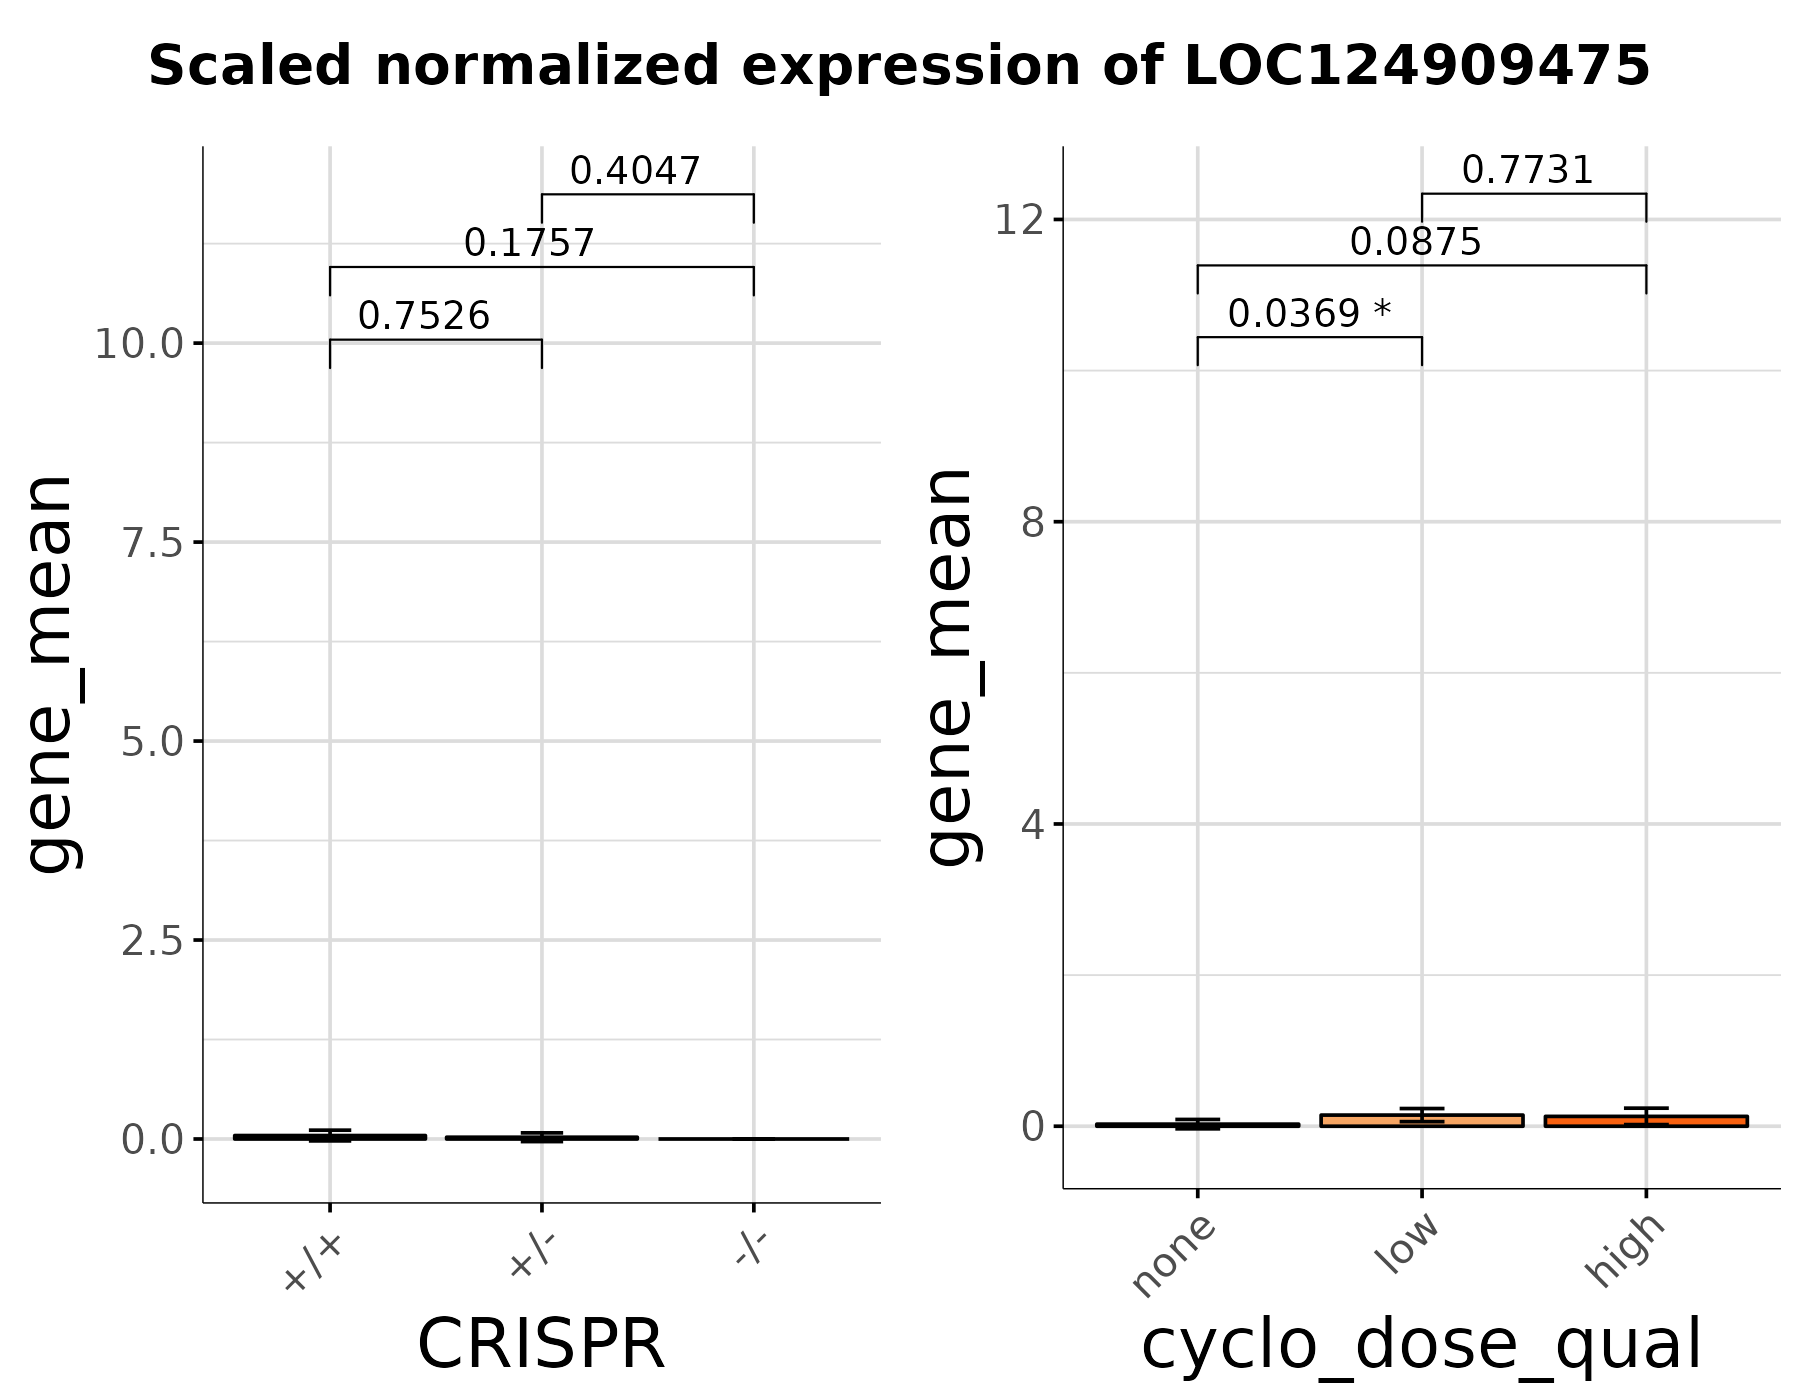 Scaled normalized expression of LOC124909475
gene_mean
10.0
7.5
5.0
2.5
0.0
0.4047
0.1757
0.7526
+/+
+/-
-/-
CRISPR
gene_mean
12
8
4
0
0.7731
0.0875
0.0369 *
none
low
high
cyclo_dose_qual